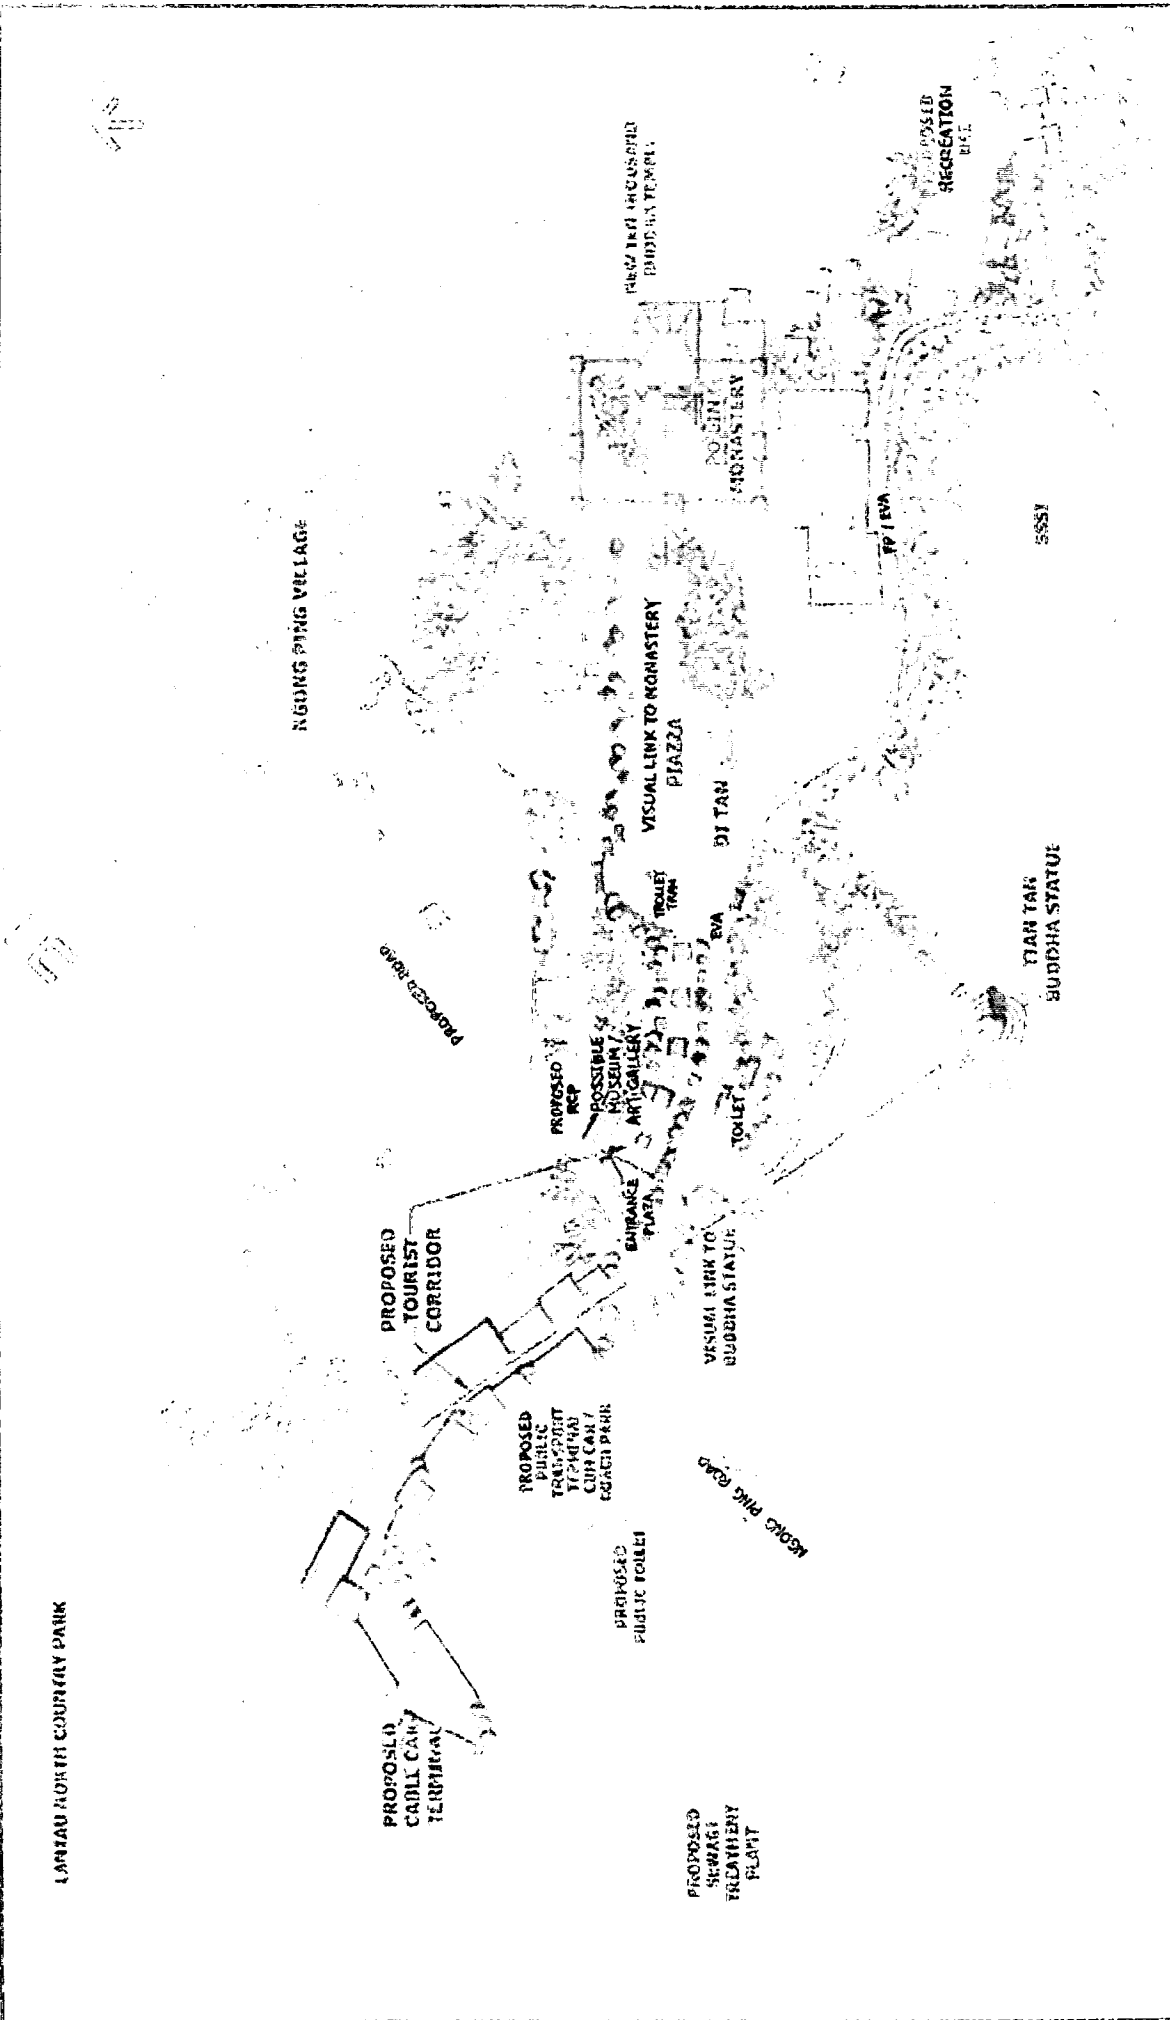 LANTAU NORTH COUNTRY PARK
NGONG PING VILLAGE
NEW TEN THOUSAND
BUDDHA TEMPLE
PROPOSED
RECREATION
USE
PO LIN
MONASTERY
FP / EVA
SSSI
VISUAL LINK TO MONASTERY
PIAZZA
DI TAN
TROLLEY
TRAM
EVA
TIAN TAN
BUDDHA STATUE
PROPOSED ROAD
PROPOSED
RCP
POSSIBLE
MUSEUM /
ART GALLERY
TOILET
ENTRANCE
PLAZA
PROPOSED
TOURIST
CORRIDOR
VISUAL LINK TO
BUDDHA STATUE
PROPOSED
PUBLIC
TRANSPORT
TERMINAL
CUM CAR /
COACH PARK
NGONG PING ROAD
PROPOSED
PUBLIC TOILET
PROPOSED
CABLE CAR
TERMINAL
PROPOSED
SEWAGE
TREATMENT
PLANT